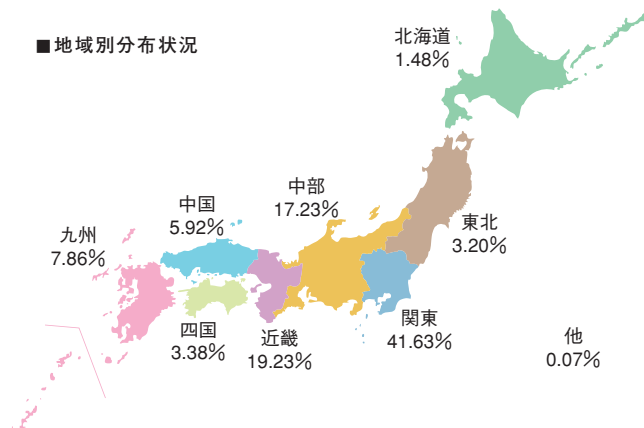 ■地域別分布状況
北海道
1.48%
中部
17.23%
中国
5.92%
東北
3.20%
九州
7.86%
四国
3.38%
近畿
19.23%
関東
41.63%
他
0.07%